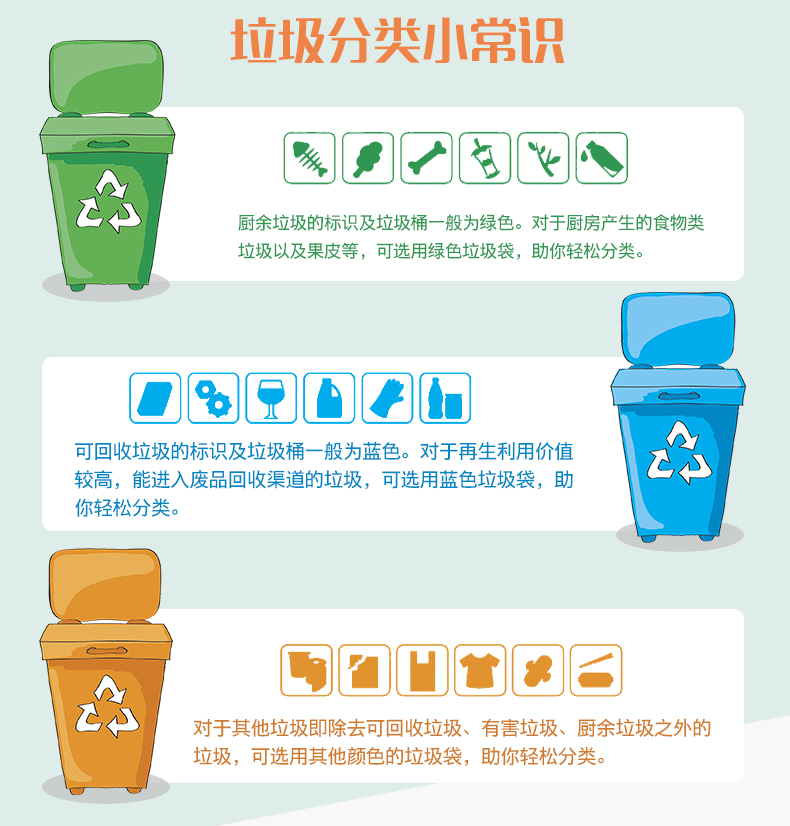 垃圾分类小常识
厨余垃圾的标识及垃圾桶一般为绿色。对于厨房产生的食物类
垃圾以及果皮等，可选用绿色垃圾袋，助你轻松分类。
可回收垃圾的标识及垃圾桶一般为蓝色。对于再生利用价值
较高，能进入废品回收渠道的垃圾，可选用蓝色垃圾袋，助
你轻松分类。
对于其他垃圾即除去可回收垃圾、有害垃圾、厨余垃圾之外的
垃圾，可选用其他颜色的垃圾袋，助你轻松分类。